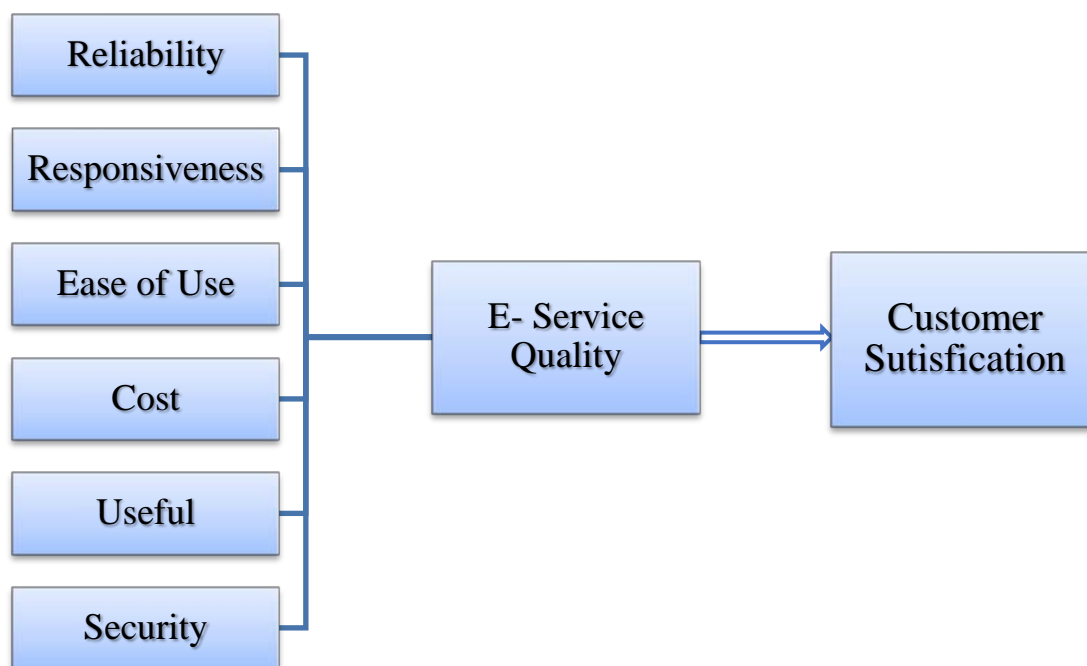 Reliability
Responsiveness
Ease of Use
Cost
Useful
Security
E- Service
Quality
Customer
Sutisfication